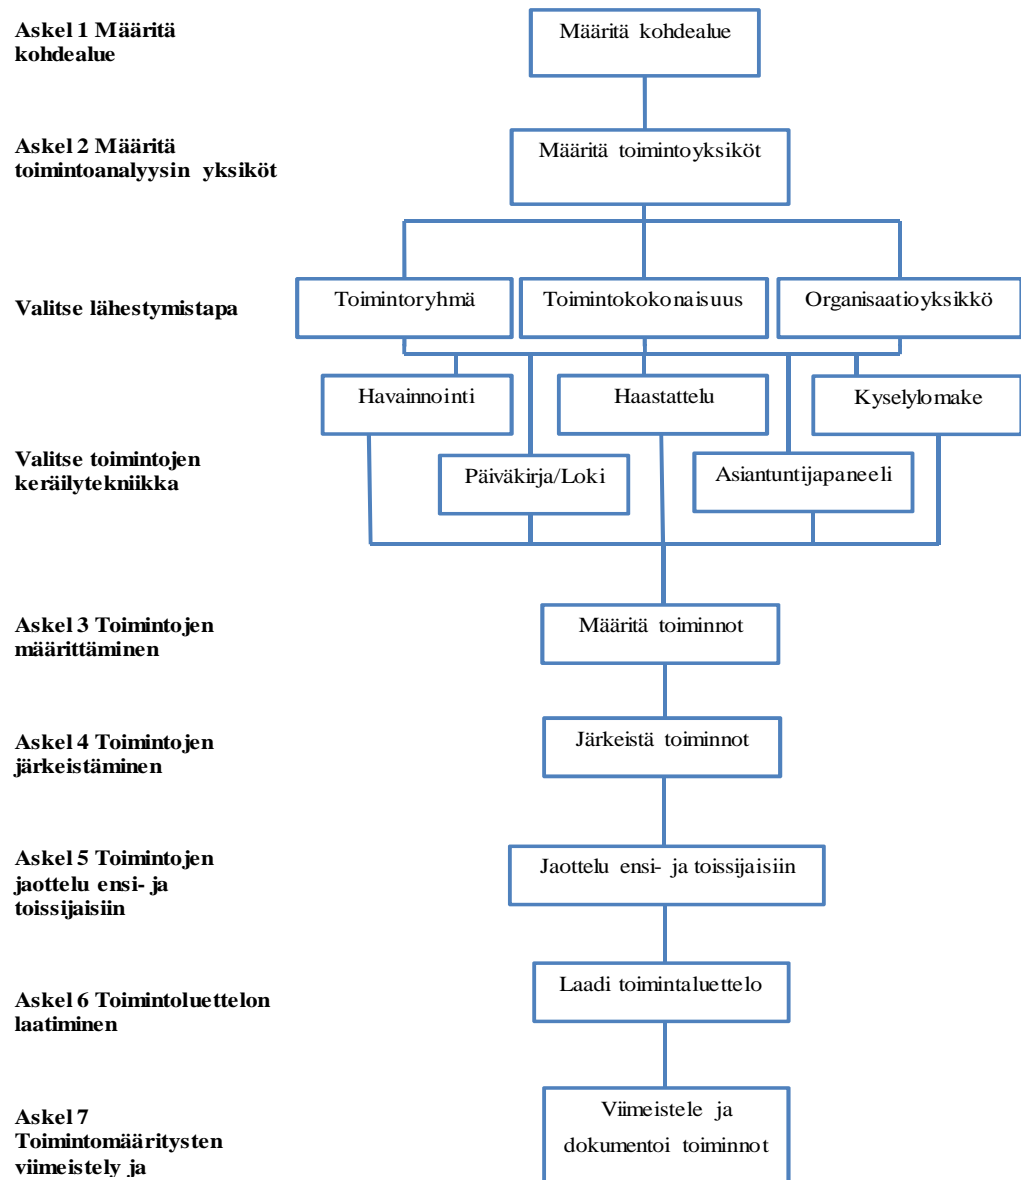 Askel 1 Määritä
kohdealue
Määritä kohdealue
Askel 2 Määritä
toimintoanalyysin yksiköt
Määritä toimintoyksiköt
Valitse lähestymistapa
Toimintoryhmä
Toimintokokonaisuus
Organisaatioyksikkö
Havainnointi
Haastattelu
Kyselylomake
Valitse toimintojen
keräilytekniikka
Päiväkirja/Loki
Asiantuntijapaneeli
Askel 3 Toimintojen
määrittäminen
Määritä toiminnot
Askel 4 Toimintojen
järkeistäminen
Järkeistä toiminnot
Askel 5 Toimintojen
jaottelu ensi- ja
toissijaisiin
Jaottelu ensi- ja toissijaisiin
Askel 6 Toimintoluettelon
laatiminen
Laadi toimintaluettelo
Askel 7
Toimintomääritysten
viimeistely ja
Viimeistele ja
dokumentoi toiminnot